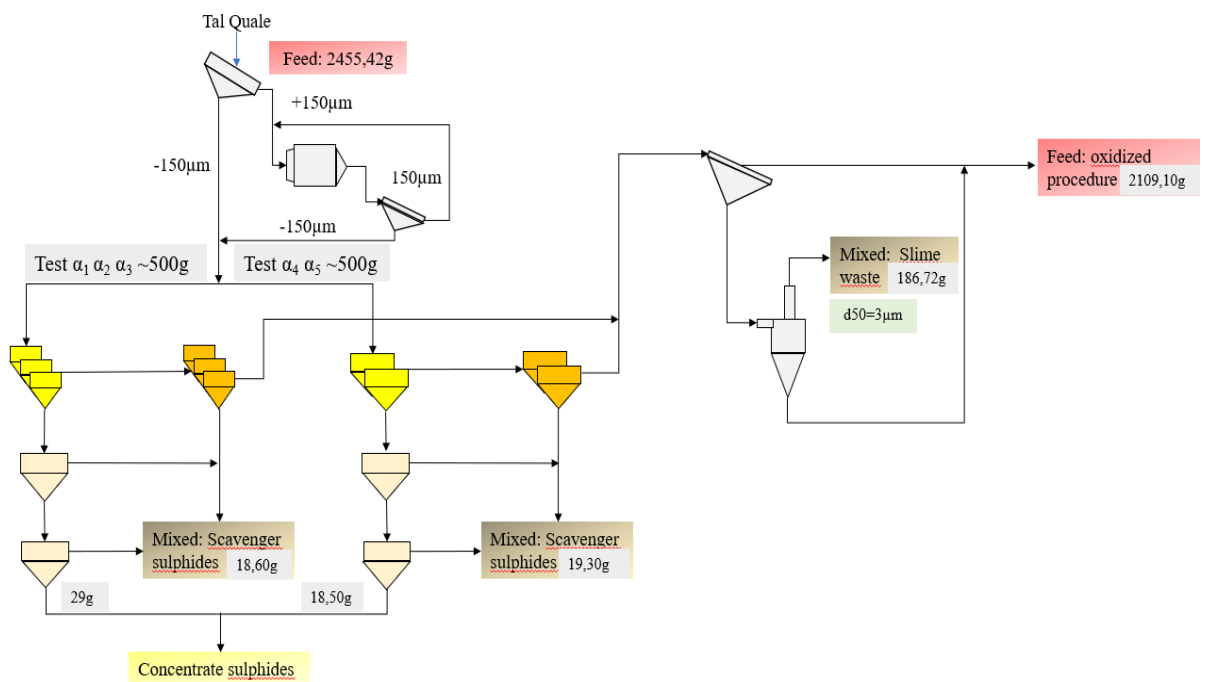 Tal Quale
Feed: 2455,42g
+150µm
-150µm
150µm
-150µm
Feed: oxidized
procedure 2109,10g
Test α₁ α₂ α₃ ~500g
Test α₄ α₅ ~500g
Mixed: Slime
waste 186,72g
d50=3µm
Mixed: Scavenger
sulphides 18,60g
Mixed: Scavenger
sulphides 19,30g
29g
18,50g
Concentrate sulphides